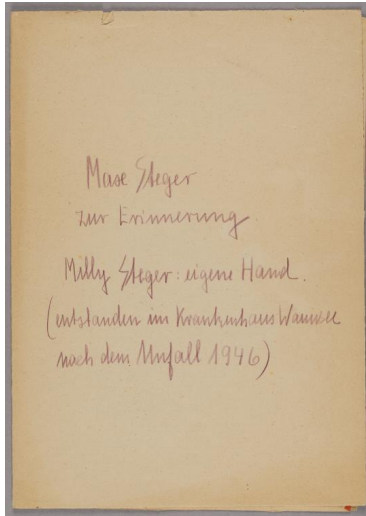 Mase Steger
zur Erinnerung
Milly Steger: eigene Hand.
(entstanden im Krankenhaus Wannsee
nach dem Unfall 1946)